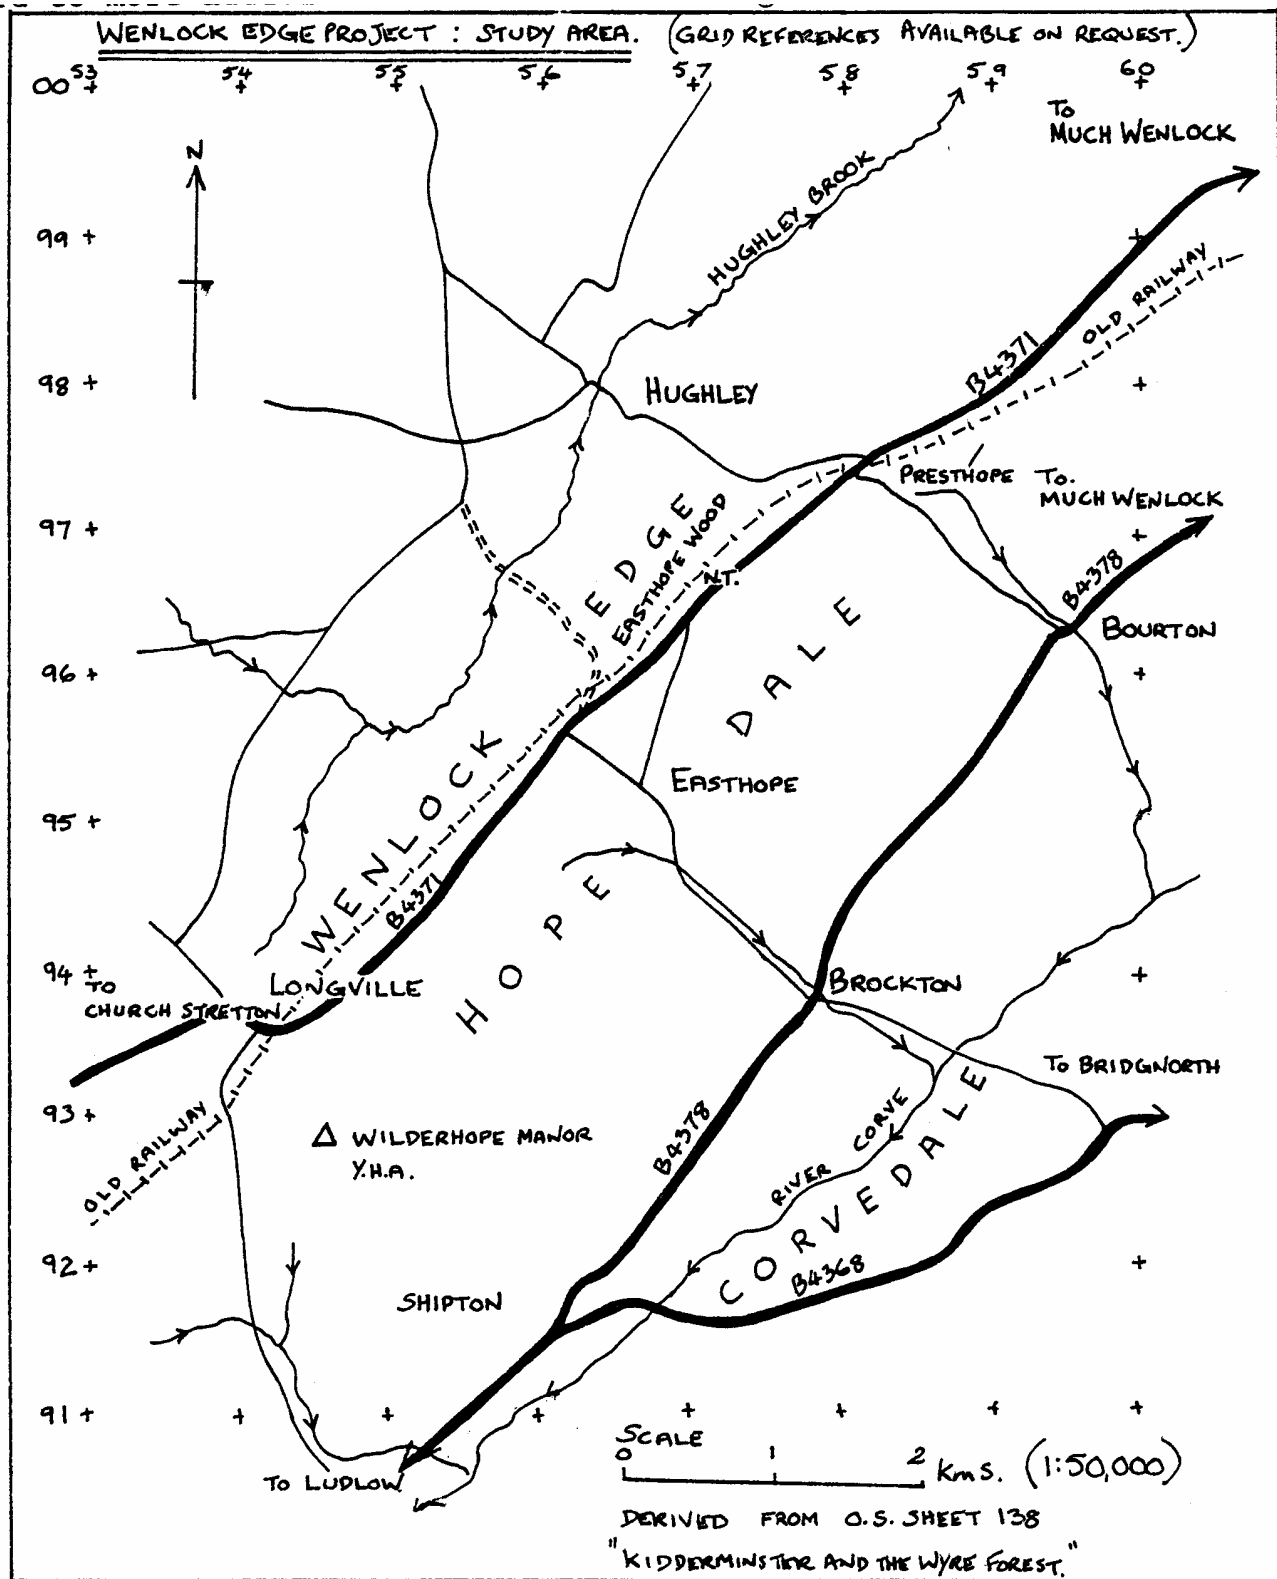 WENLOCK EDGE PROJECT : STUDY AREA. (GRID REFERENCES AVAILABLE ON REQUEST.)
53 54 55 56 57 58 59 60
00
To
MUCH WENLOCK
N
HUGHLEY BROOK
99
OLD RAILWAY
B4371
98
HUGHLEY
PRESTHOPE
To.
MUCH WENLOCK
97
EDGE
EASTHOPE WOOD
N.T.
B4378
BOURTON
96
DALE
WENLOCK
EASTHOPE
95
B4371
HOPE
94
TO
CHURCH STRETTON
LONGVILLE
BROCKTON
To BRIDGNORTH
93
OLD RAILWAY
WILDERHOPE MANOR
Y.H.A.
B4378
RIVER CORVE
CORVEDALE
92
B4368
SHIPTON
91
TO LUDLOW
SCALE
0 1 2 Kms. (1:50,000)
DERIVED FROM O.S. SHEET 138
"KIDDERMINSTER AND THE WYRE FOREST."